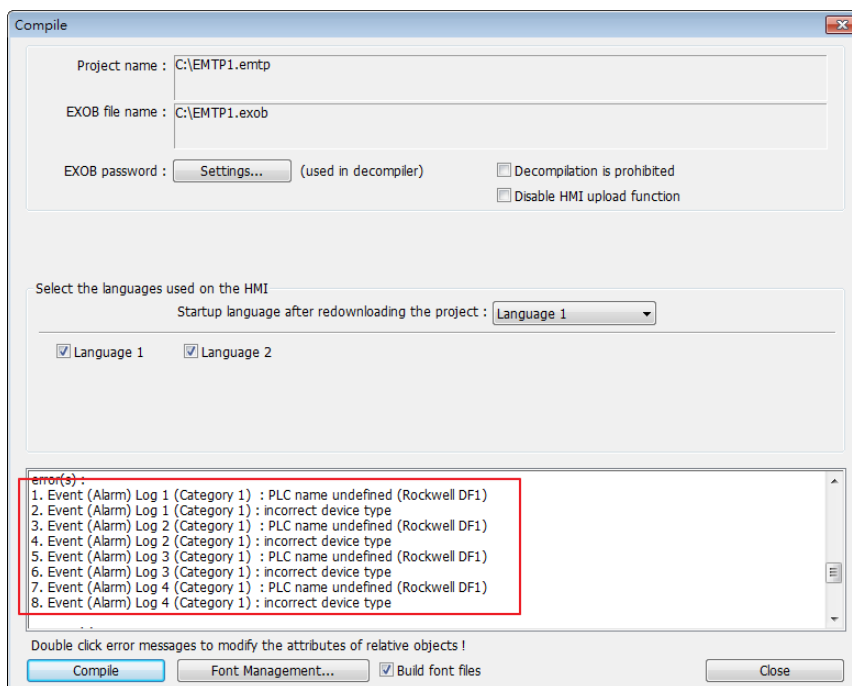 Compile
Project name : C:\EMTP1.emtp
EXOB file name : C:\EMTP1.exob
EXOB password : Settings... (used in decompiler) Decompilation is prohibited
Disable HMI upload function
Select the languages used on the HMI
Startup language after redownloading the project : Language 1
Language 1 Language 2
error(s) :
1. Event (Alarm) Log 1 (Category 1)  : PLC name undefined (Rockwell DF1)
2. Event (Alarm) Log 1 (Category 1) : incorrect device type
3. Event (Alarm) Log 2 (Category 1)  : PLC name undefined (Rockwell DF1)
4. Event (Alarm) Log 2 (Category 1) : incorrect device type
5. Event (Alarm) Log 3 (Category 1)  : PLC name undefined (Rockwell DF1)
6. Event (Alarm) Log 3 (Category 1) : incorrect device type
7. Event (Alarm) Log 4 (Category 1)  : PLC name undefined (Rockwell DF1)
8. Event (Alarm) Log 4 (Category 1) : incorrect device type
Double click error messages to modify the attributes of relative objects !
Compile Font Management... Build font files Close